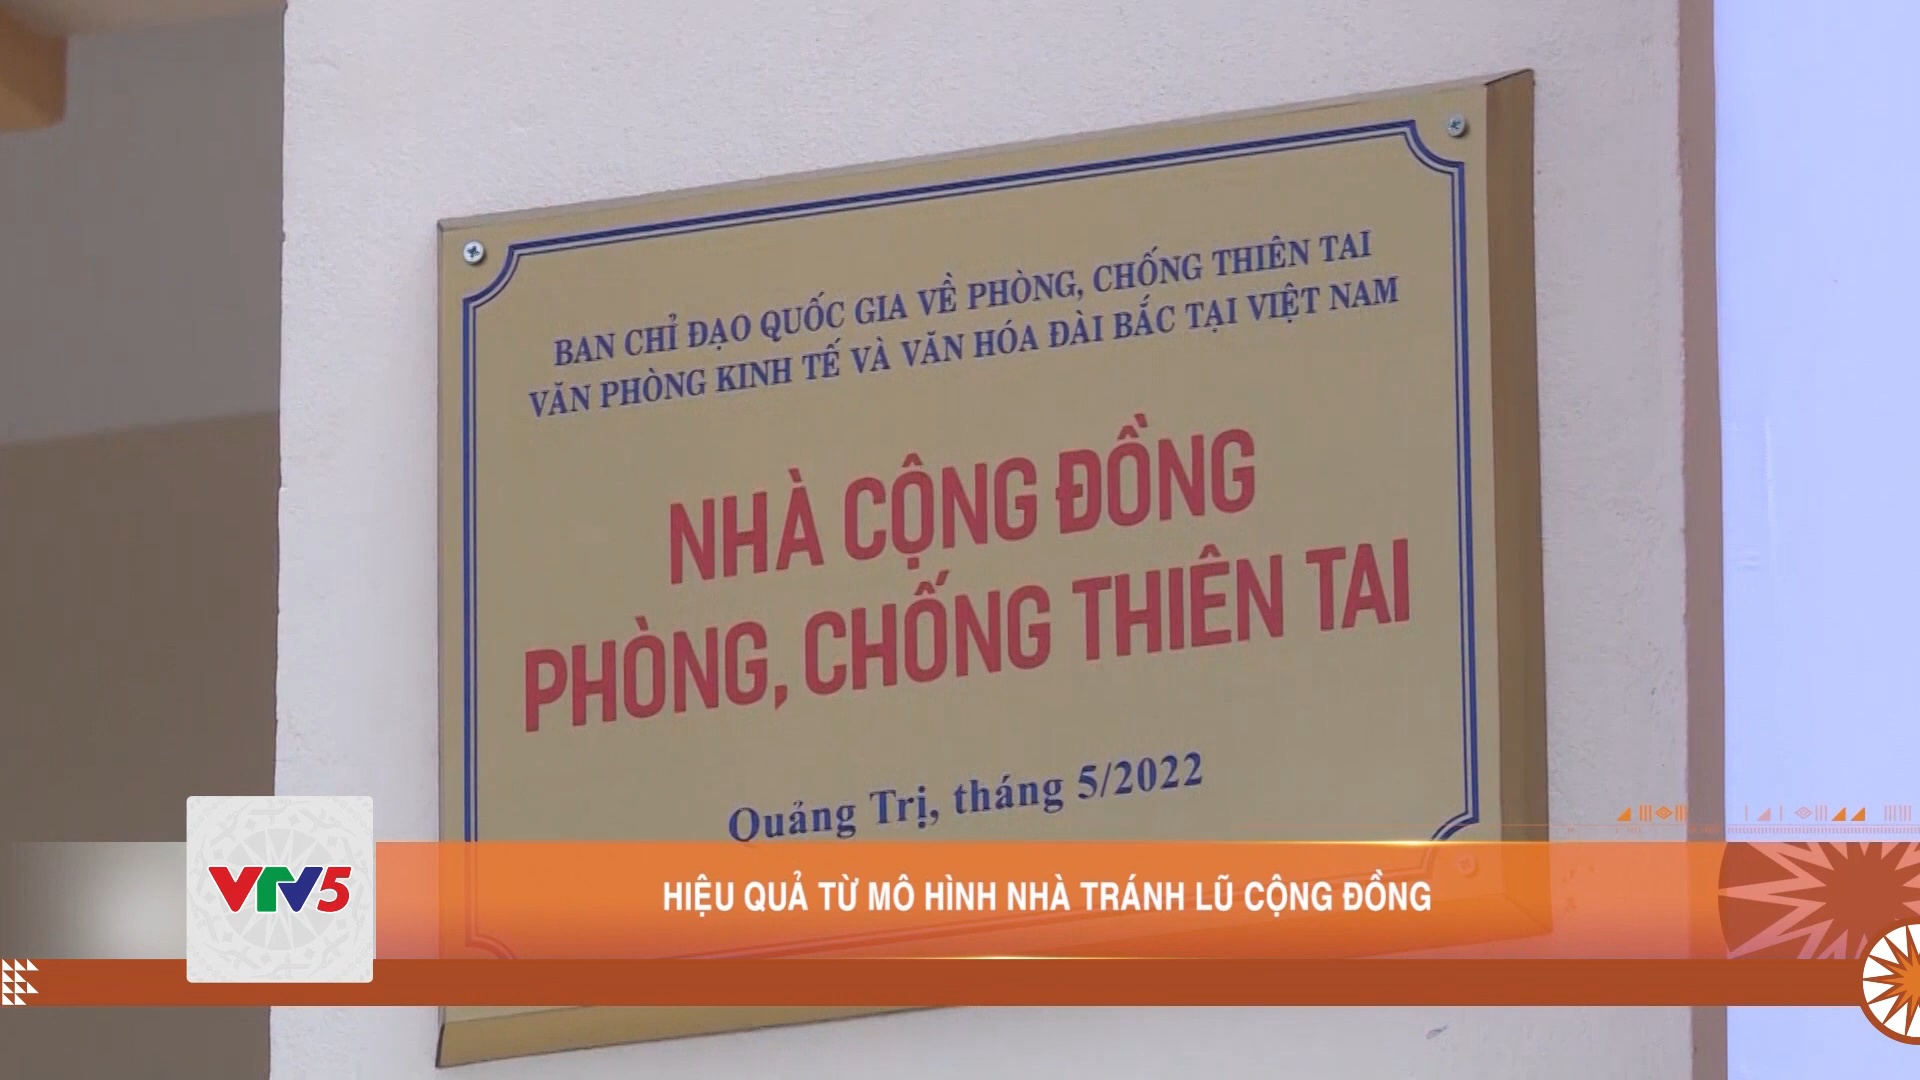 BAN CHỈ ĐẠO QUỐC GIA VỀ PHÒNG, CHỐNG THIÊN TAI
VĂN PHÒNG KINH TẾ VÀ VĂN HÓA ĐÀI BẮC TẠI VIỆT NAM
NHÀ CỘNG ĐỒNG
PHÒNG, CHỐNG THIÊN TAI
Quảng Trị, tháng 5/2022
VTV5
HIỆU QUẢ TỪ MÔ HÌNH NHÀ TRÁNH LŨ CỘNG ĐỒNG